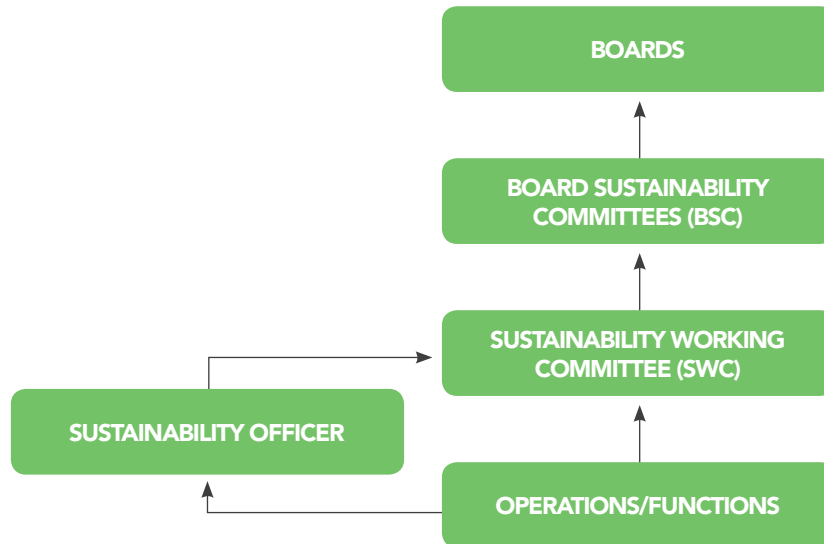 BOARDS
BOARD SUSTAINABILITY
COMMITTEES (BSC)
SUSTAINABILITY WORKING
COMMITTEE (SWC)
SUSTAINABILITY OFFICER
OPERATIONS/FUNCTIONS